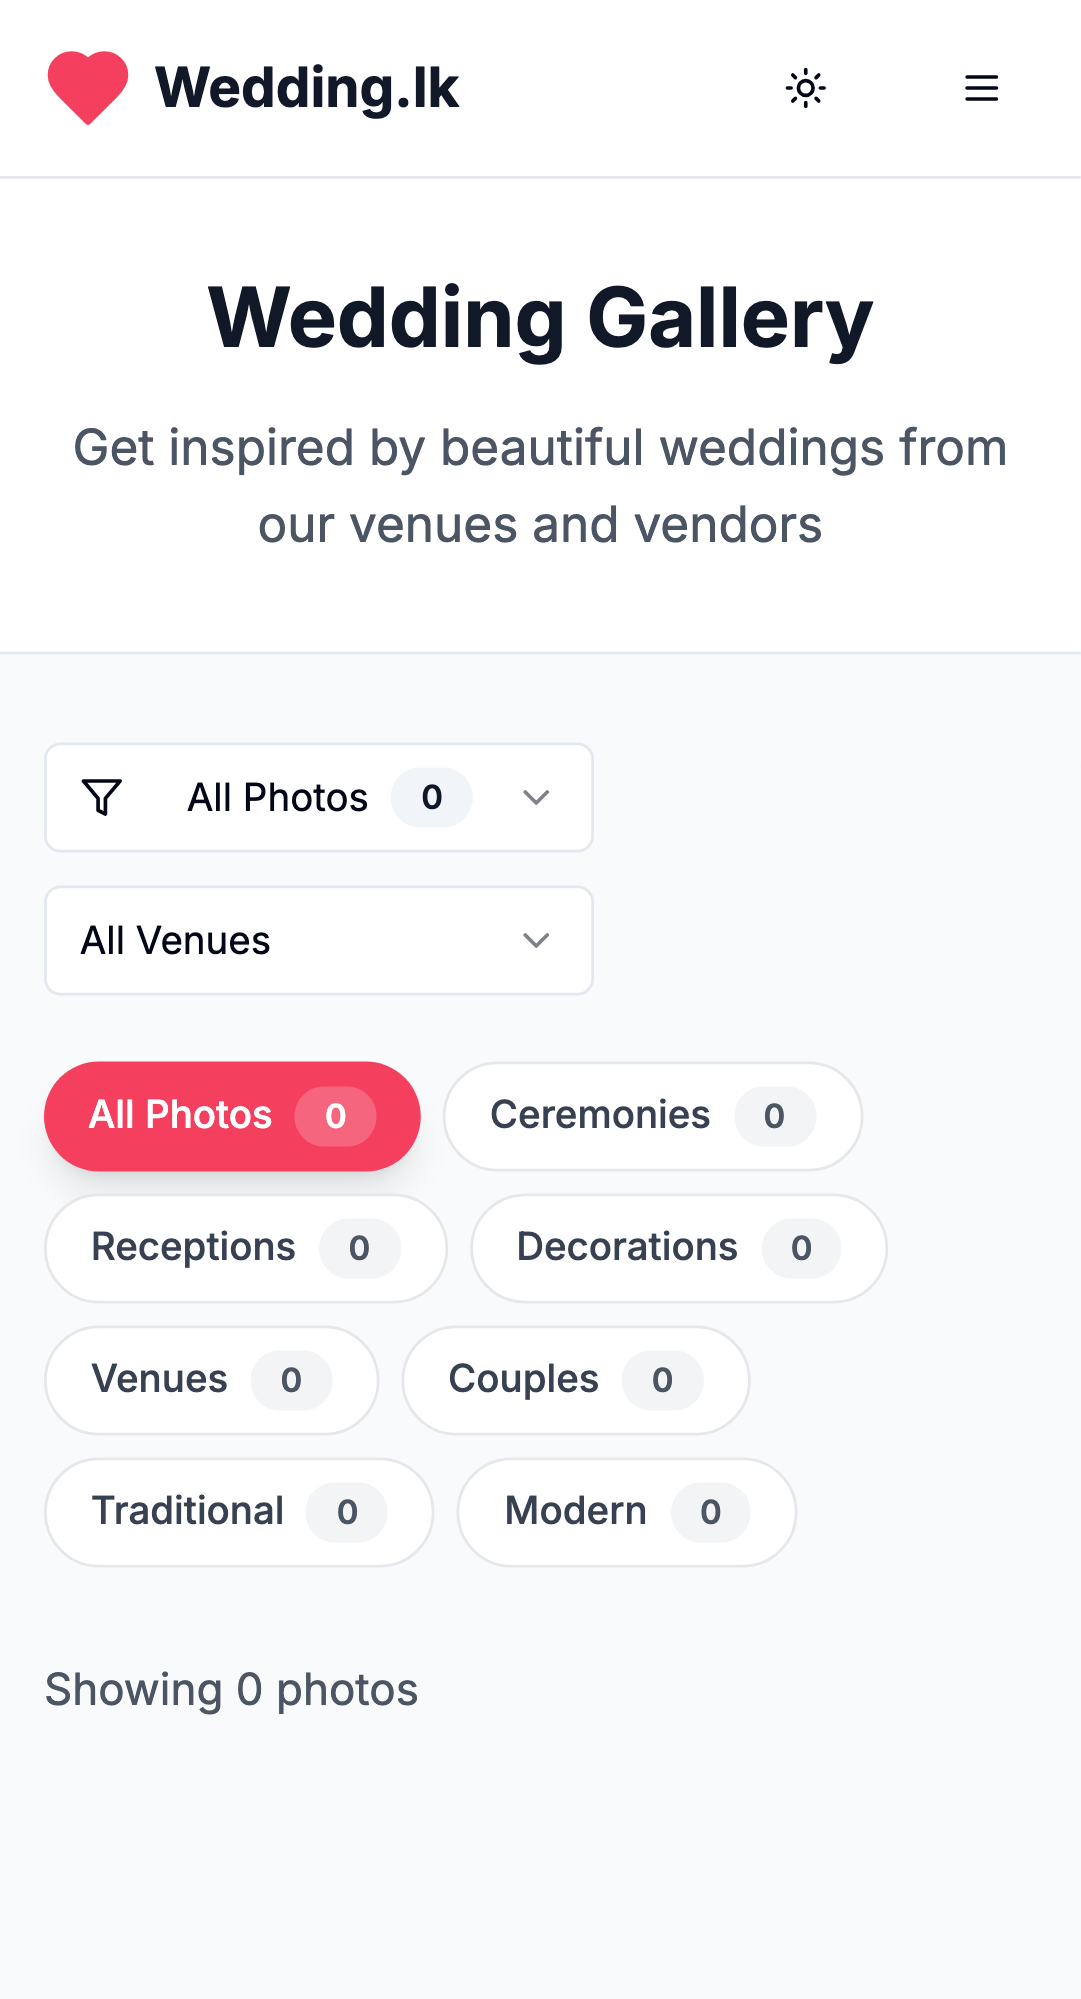 Wedding.lk
Wedding Gallery
Get inspired by beautiful weddings from
our venues and vendors
All Photos 0
All Venues
All Photos 0
Ceremonies 0
Receptions 0
Decorations 0
Venues 0
Couples 0
Traditional 0
Modern 0
Showing 0 photos